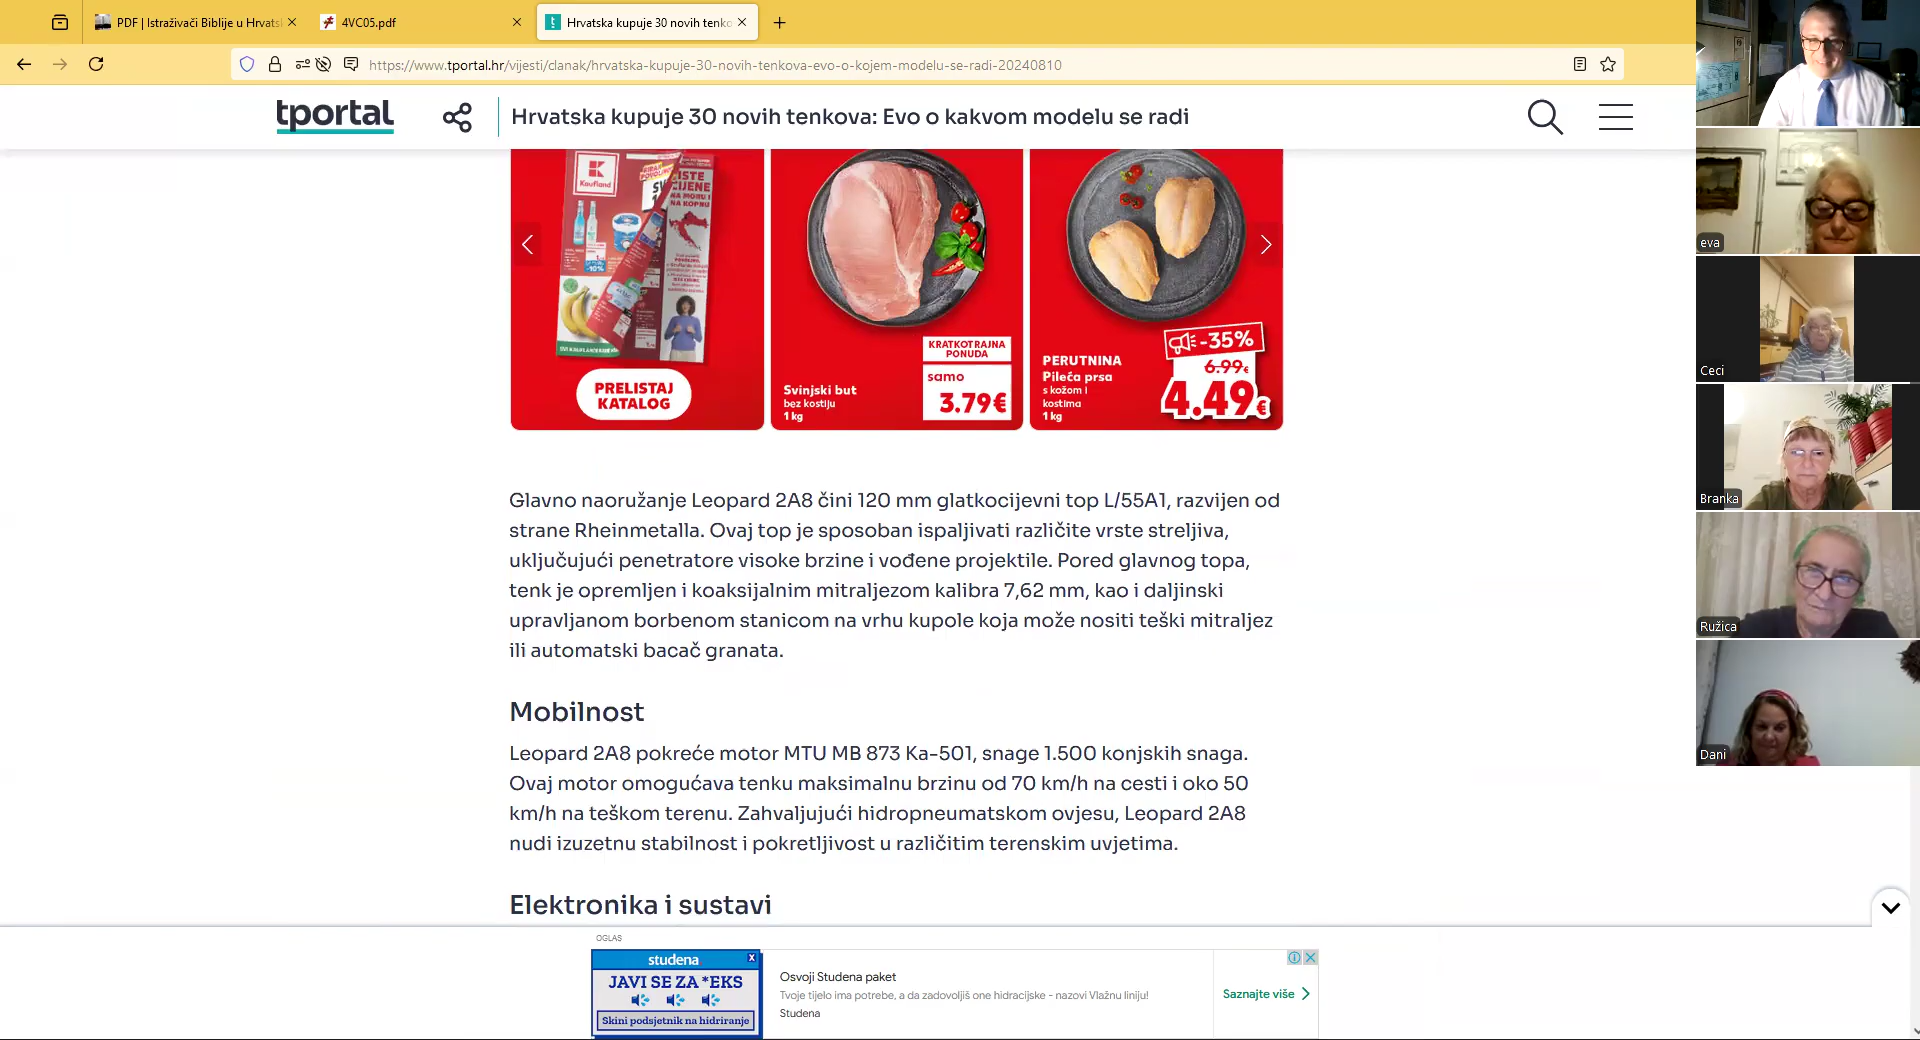 PDF | Istraživači Biblije u Hrvats
4VC05.pdf
Hrvatska kupuje 30 novih tenko
https://www.tportal.hr/vijesti/clanak/hrvatska-kupuje-30-novih-tenkova-evo-o-kojem-modelu-se-radi-20240810
tportal
Hrvatska kupuje 30 novih tenkova: Evo o kakvom modelu se radi
K
Kaufland
ISTE
CIJENE
NA MORU I
NA KOPNU
-10%
PRELISTAJ
KATALOG
KRATKOTRAJNA
PONUDA
samo
3.79€
Svinjski but
bez kostiju
1 kg
-35%
6.99€
4.49€
PERUTNINA
Pileća prsa
s kožom i
kostima
1 kg
Glavno naoružanje Leopard 2A8 čini 120 mm glatkocijevni top L/55A1, razvijen od
strane Rheinmetalla. Ovaj top je sposoban ispaljivati različite vrste streljiva,
uključujući penetratore visoke brzine i vođene projektile. Pored glavnog topa,
tenk je opremljen i koaksijalnim mitraljezom kalibra 7,62 mm, kao i daljinski
upravljanom borbenom stanicom na vrhu kupole koja može nositi teški mitraljez
ili automatski bacač granata.
Mobilnost
Leopard 2A8 pokreće motor MTU MB 873 Ka-501, snage 1.500 konjskih snaga.
Ovaj motor omogućava tenku maksimalnu brzinu od 70 km/h na cesti i oko 50
km/h na teškom terenu. Zahvaljujući hidropneumatskom ovjesu, Leopard 2A8
nudi izuzetnu stabilnost i pokretljivost u različitim terenskim uvjetima.
Elektronika i sustavi
OGLAS
studena
X
JAVI SE ZA *EKS
Skini podsjetnik na hidriranje
Osvoji Studena paket
Tvoje tijelo ima potrebe, a da zadovoljiš one hidracijske - nazovi Vlažnu liniju!
Studena
Saznajte više
eva
Ceci
Branka
Ružica
Dani